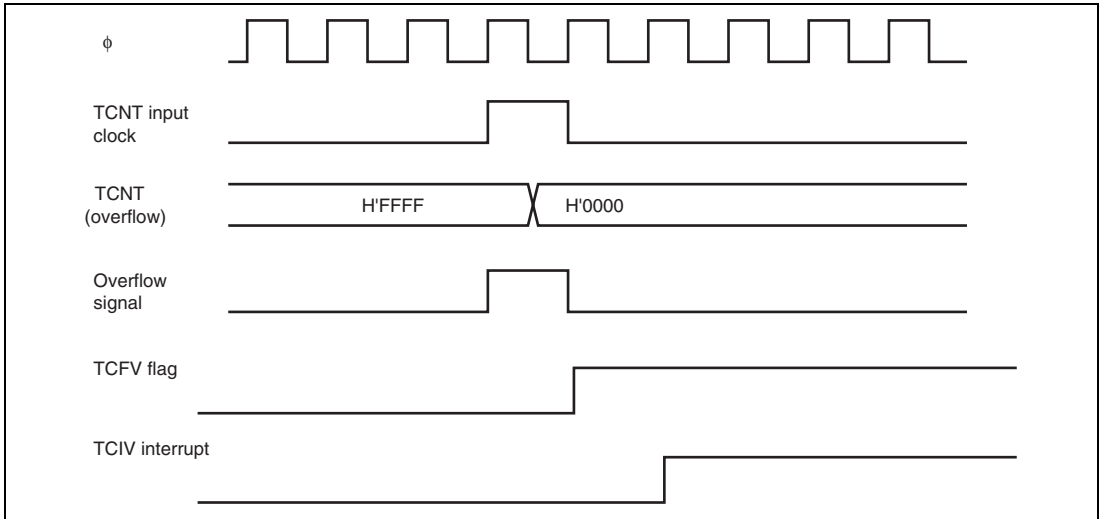 ϕ
TCNT input
clock
TCNT
(overflow)
H'FFFF
H'0000
Overflow
signal
TCFV flag
TCIV interrupt